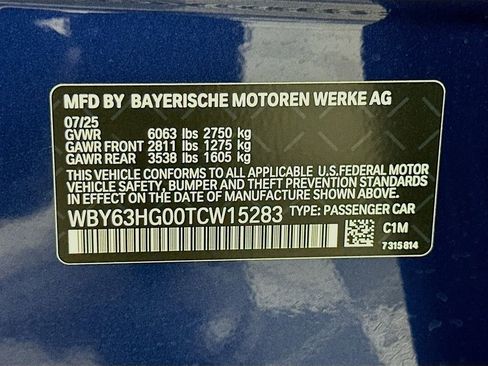 MFD BY BAYERISCHE MOTOREN WERKE AG
07/25
GVWR 6063 lbs 2750 kg
GAWR FRONT 2811 lbs 1275 kg
GAWR REAR 3538 lbs 1605 kg
THIS VEHICLE CONFORMS TO ALL APPLICABLE U.S.FEDERAL MOTOR
VEHICLE SAFETY, BUMPER AND THEFT PREVENTION STANDARDS
IN EFFECT ON THE DATE OF MANUFACTURE SHOWN ABOVE.
WBY63HG00TCW15283 TYPE: PASSENGER CAR
C1M
7315814